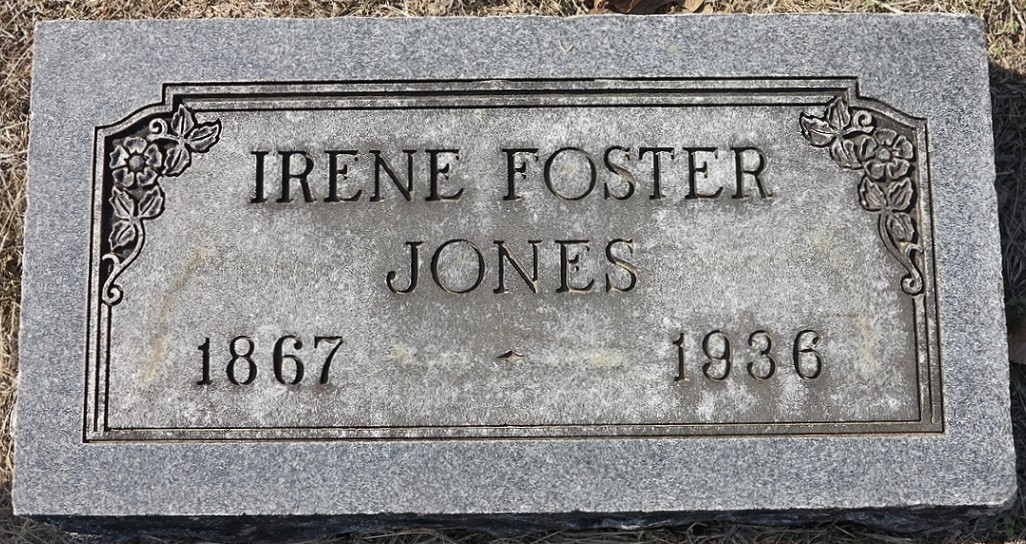 IRENE FOSTER
JONES
1867 1936